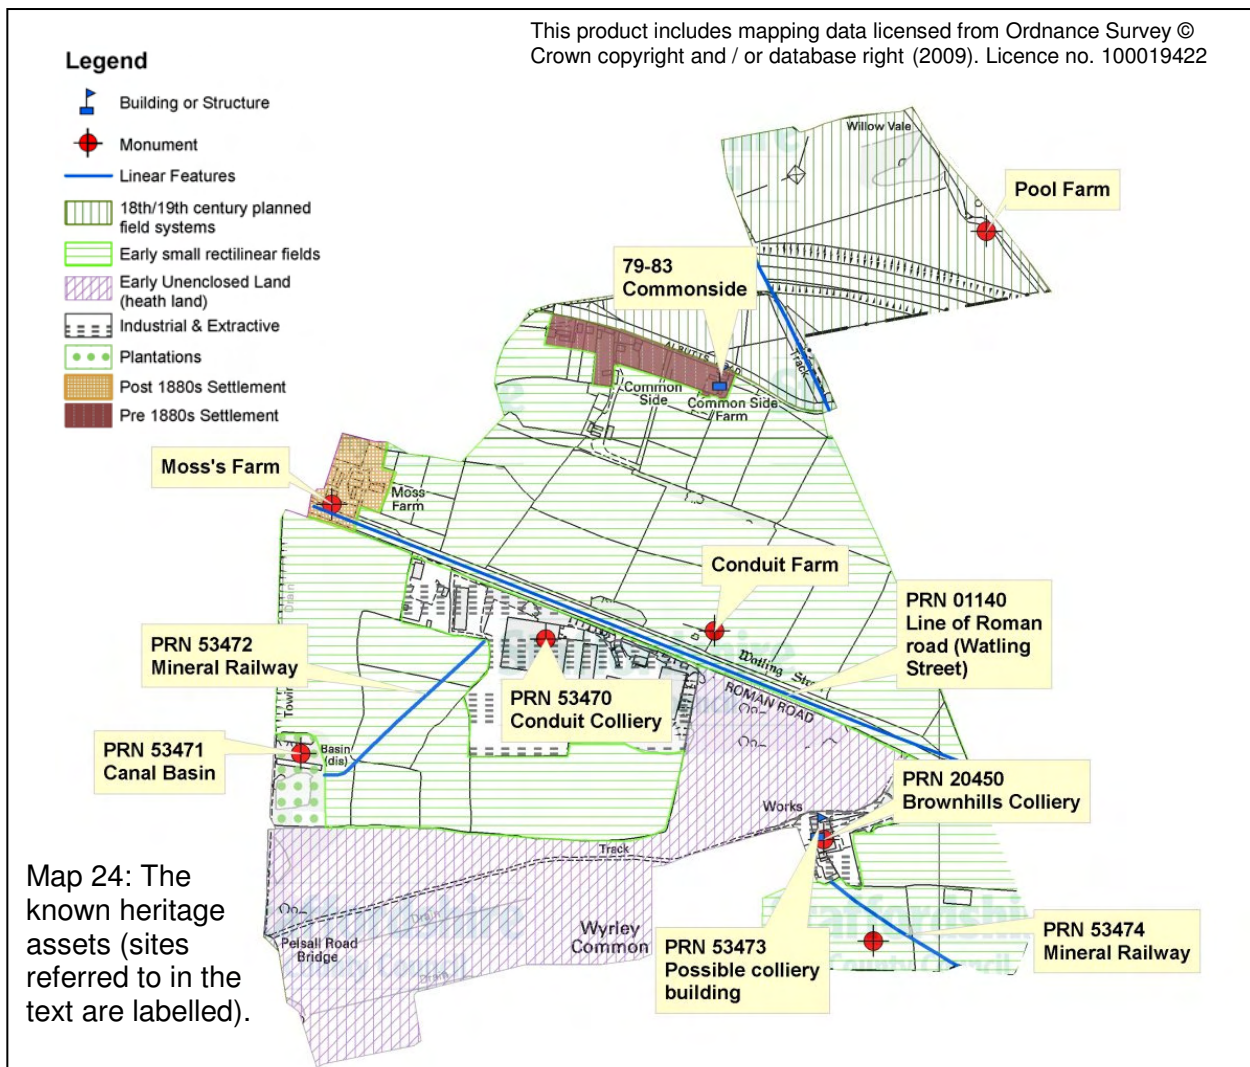 This product includes mapping data licensed from Ordnance Survey ©
Crown copyright and / or database right (2009). Licence no. 100019422
Legend
Building or Structure
Monument
Linear Features
18th/19th century planned
field systems
Early small rectilinear fields
Early Unenclosed Land
(heath land)
Industrial & Extractive
Plantations
Post 1880s Settlement
Pre 1880s Settlement
Willow Vale
Pool Farm
79-83
Commonside
Track
Common
Side
Common Side
Farm
Moss's Farm
Moss
Farm
Drain
Conduit Farm
PRN 01140
Line of Roman
road (Watling
Street)
Watling
ROMAN ROAD
PRN 53472
Mineral Railway
PRN 53470
Conduit Colliery
PRN 53471
Canal Basin
Basin
(dis)
PRN 20450
Brownhills Colliery
Works
Track
Drain
Pelsall Road
Bridge
Drain
Wyrley
Common
PRN 53473
Possible colliery
building
PRN 53474
Mineral Railway
County Council
Map 24: The
known heritage
assets (sites
referred to in the
text are labelled).